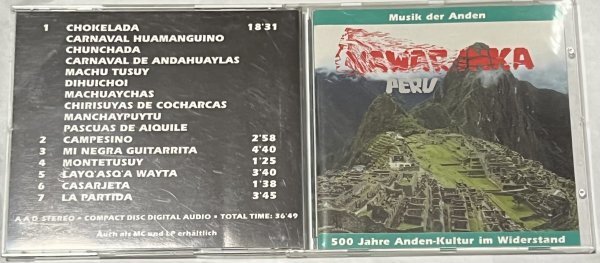 1 CHOKELADA 18'31
CARNAVAL HUAMANGUINO
CHUNCHADA
CARNAVAL DE ANDAHUAYLAS
MACHU TUSUY
DIHUICHOI
MACHUAYCHAS
CHIRISUYAS DE COCHARCAS
MANCHAYPUYTU
PASCUAS DE AIQUILE
2 CAMPESINO 2'58
3 MI NEGRA GUITARRITA 4'40
4 MONTETUSUY 1'25
5 LAYQ'ASQ'A WAYTA 3'40
6 CASARJETA 1'38
7 LA PARTIDA 3'45
A A D STEREO • COMPACT DISC DIGITAL AUDIO • TOTAL TIME: 36'49
Auch als MC und LP erhältlich
Musik der Anden
PERU
500 Jahre Anden-Kultur im Widerstand